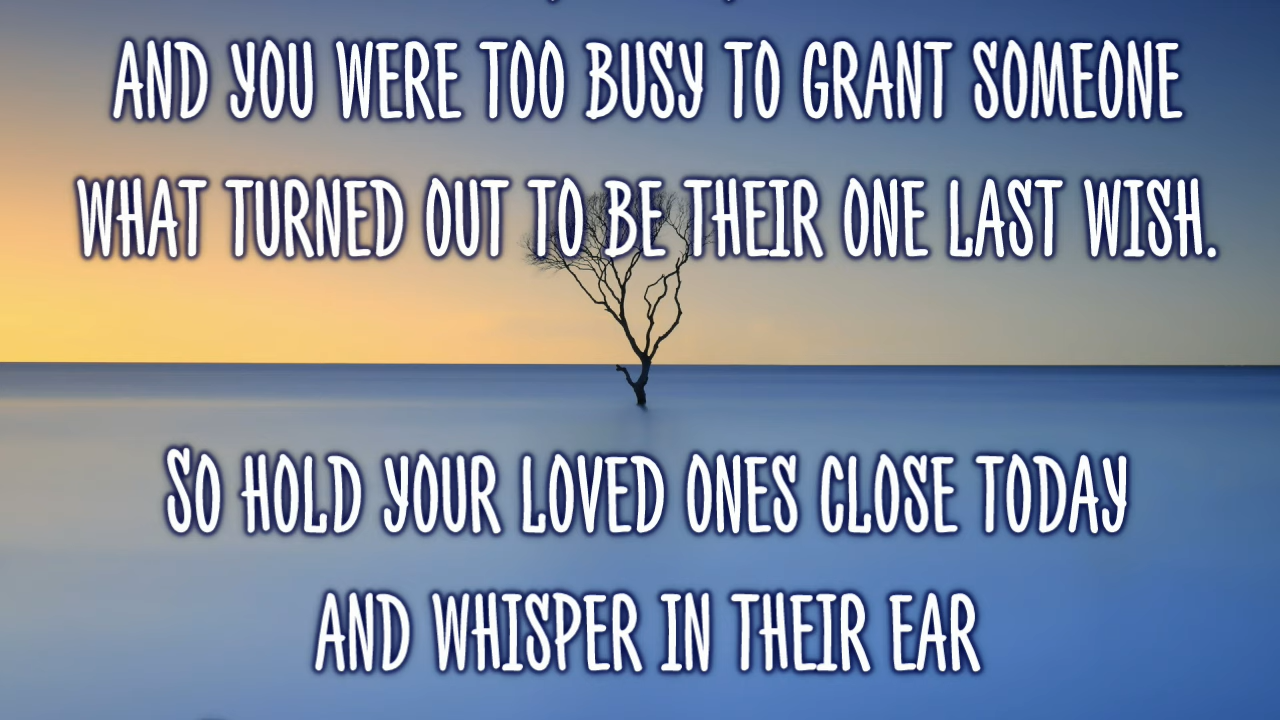 AND YOU WERE TOO BUSY TO GRANT SOMEONE
WHAT TURNED OUT TO BE THEIR ONE LAST WISH.
SO HOLD YOUR LOVED ONES CLOSE TODAY
AND WHISPER IN THEIR EAR